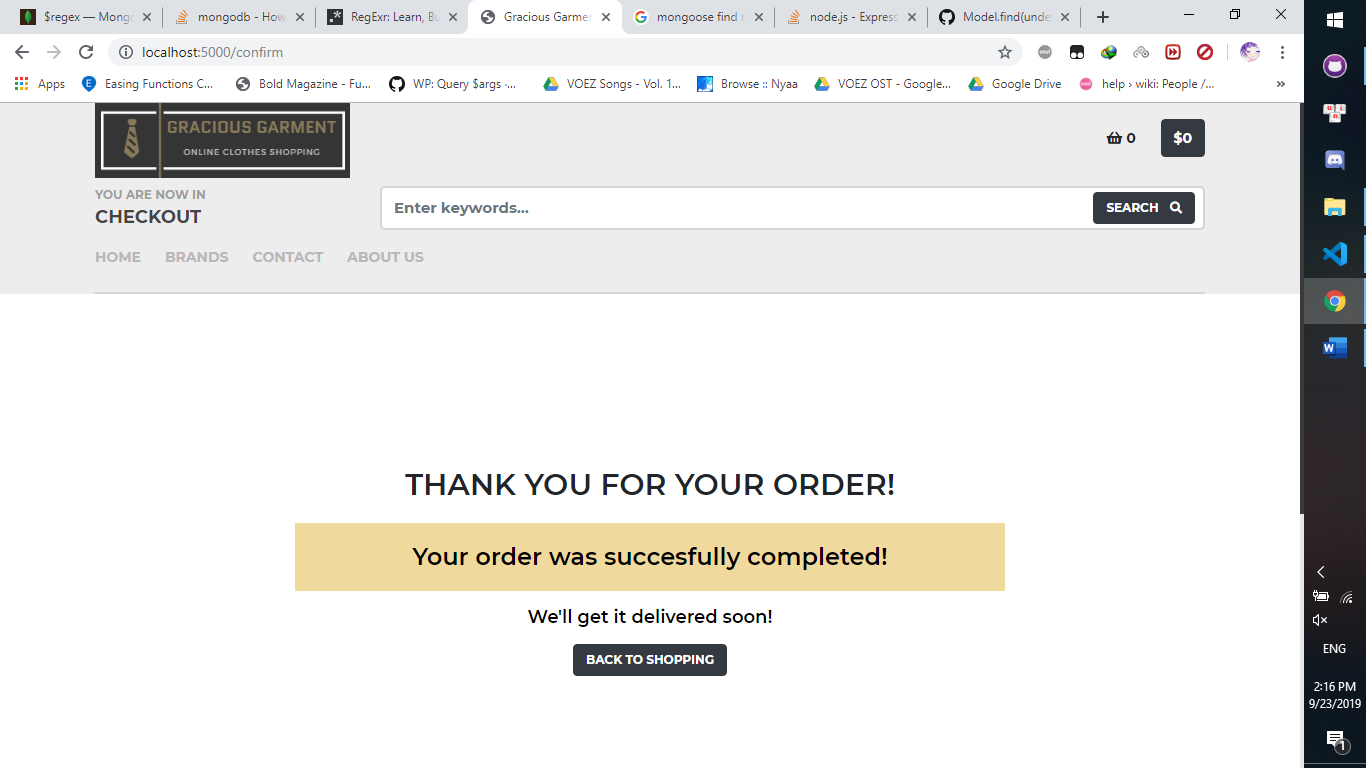 $regex — Mong
mongodb - How
RegExr: Learn, Bu
Gracious Garmen
mongoose find n
node.js - Express
Model.find(unde
localhost:5000/confirm
Apps
Easing Functions C...
Bold Magazine - Fu...
WP: Query $args -...
VOEZ Songs - Vol. 1...
Browse :: Nyaa
VOEZ OST - Google...
Google Drive
help › wiki: People /...
»
GRACIOUS GARMENT
ONLINE CLOTHES SHOPPING
0
$0
YOU ARE NOW IN
CHECKOUT
Enter keywords...
SEARCH
HOME BRANDS CONTACT ABOUT US
THANK YOU FOR YOUR ORDER!
Your order was succesfully completed!
We'll get it delivered soon!
BACK TO SHOPPING
ENG
2:16 PM
9/23/2019
1